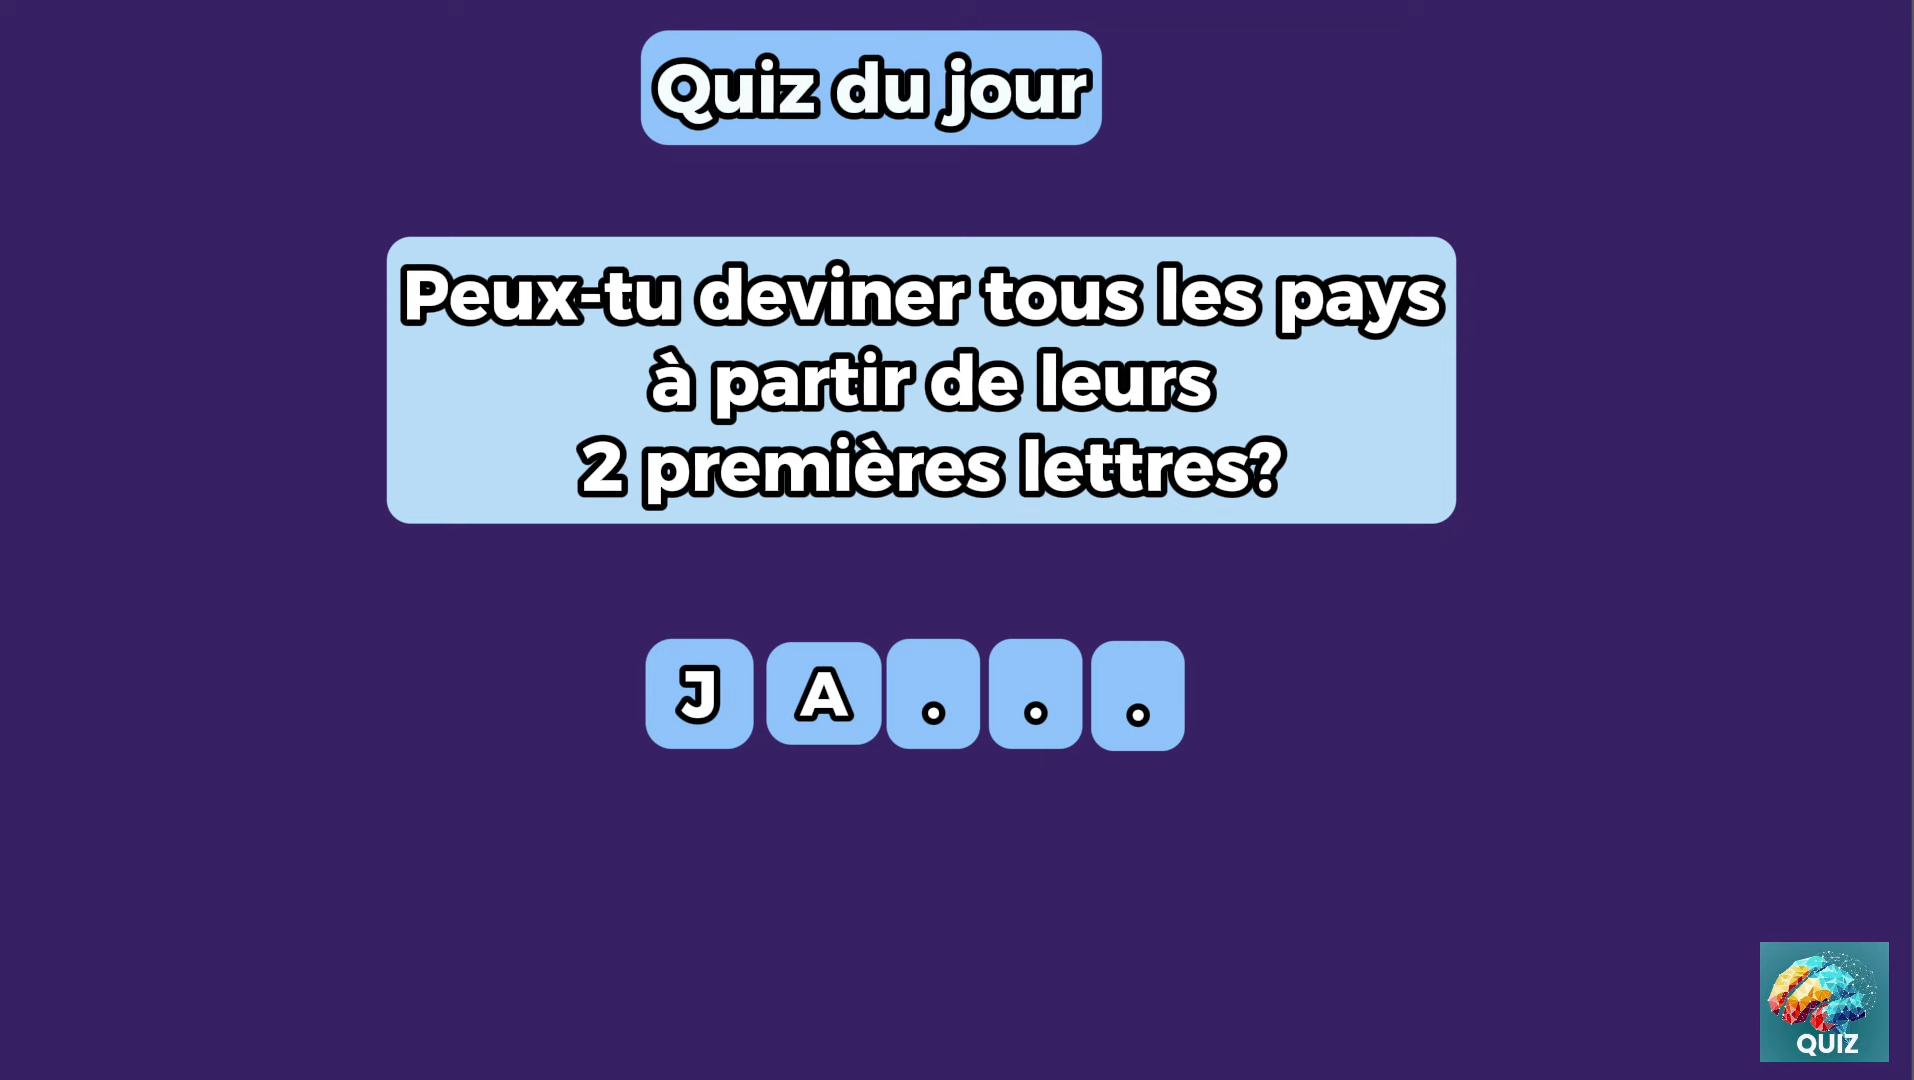 Quiz du jour
Peux-tu deviner tous les pays
à partir de leurs
2 premières lettres?
J A . . .
QUIZ